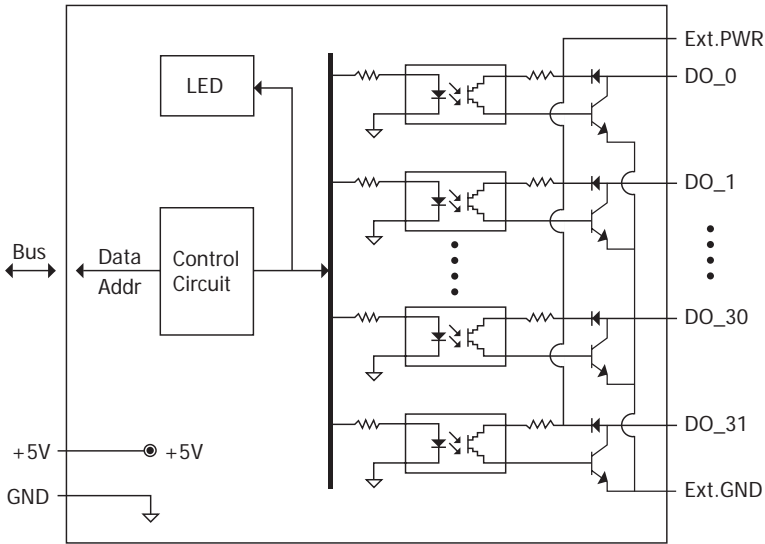 Ext.PWR
LED
DO_0
DO_1
Bus
Data
Addr
Control
Circuit
DO_30
DO_31
+5V
+5V
GND
Ext.GND